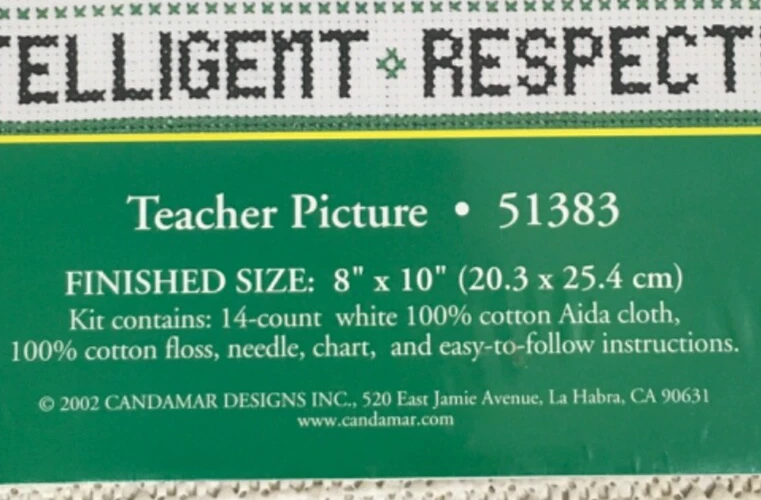 TELLIGENT RESPECT
Teacher Picture • 51383
FINISHED SIZE: 8" x 10" (20.3 x 25.4 cm)
Kit contains: 14-count white 100% cotton Aida cloth,
100% cotton floss, needle, chart, and easy-to-follow instructions.
© 2002 CANDAMAR DESIGNS INC., 520 East Jamie Avenue, La Habra, CA 90631
www.candamar.com